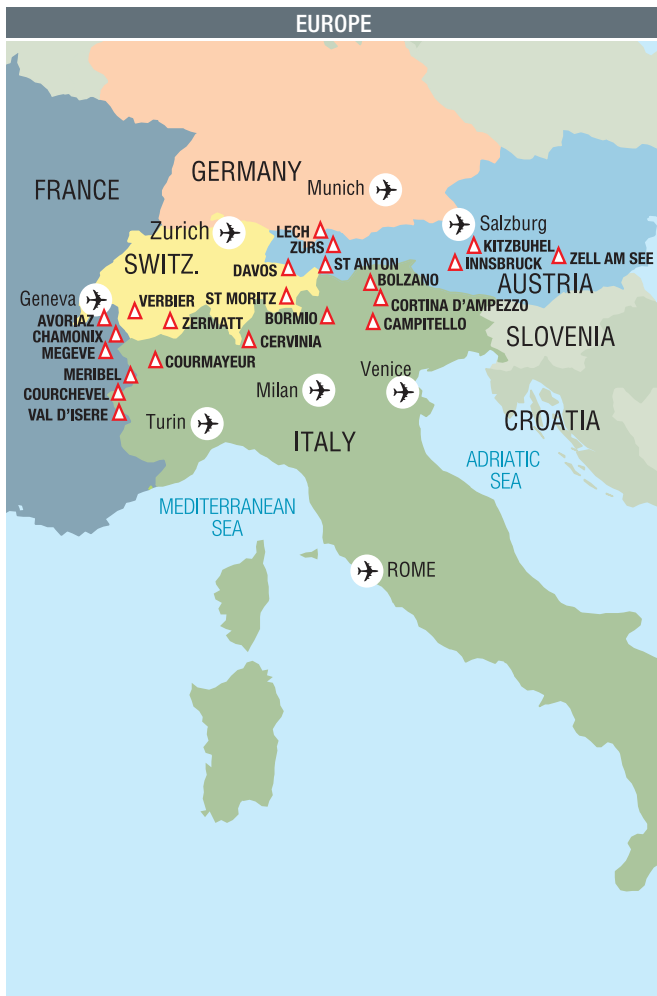 EUROPE
GERMANY
FRANCE
Munich
Zurich
Salzburg
LECH
ZURS
KITZBUHEL
SWITZ.
DAVOS
ST ANTON
INNSBRUCK
ZELL AM SEE
BOLZANO
AUSTRIA
Geneva
VERBIER
ST MORITZ
CORTINA D'AMPEZZO
AVORIAZ
ZERMATT
BORMIO
CAMPITELLO
CHAMONIX
CERVINIA
SLOVENIA
MEGEVE
COURMAYEUR
MERIBEL
Venice
COURCHEVEL
Milan
VAL D'ISERE
Turin
CROATIA
ITALY
ADRIATIC
SEA
MEDITERRANEAN
SEA
ROME